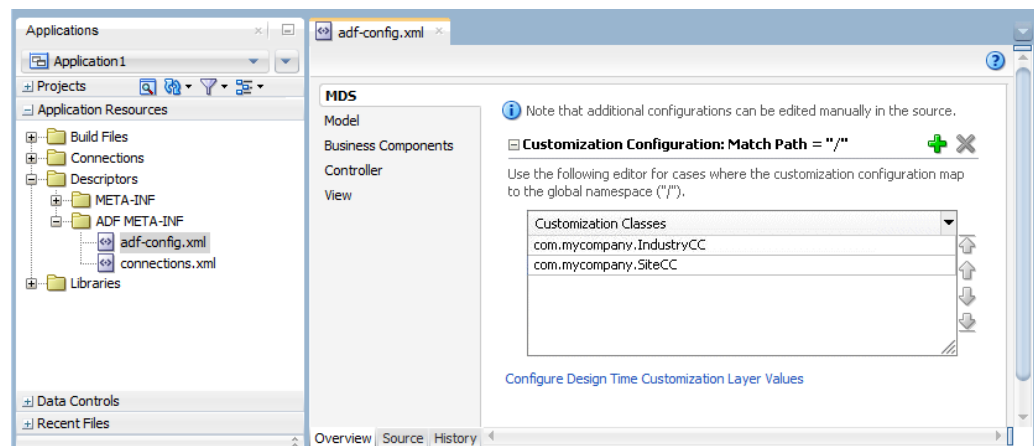 Applications
Application1
Projects
Application Resources
Build Files
Connections
Descriptors
META-INF
ADF META-INF
adf-config.xml
connections.xml
Libraries
Data Controls
Recent Files
adf-config.xml
MDS
Model
Business Components
Controller
View
Note that additional configurations can be edited manually in the source.
Customization Configuration: Match Path = "/"
Use the following editor for cases where the customization configuration map
to the global namespace ("/").
Customization Classes
com.mycompany.IndustryCC
com.mycompany.SiteCC
Configure Design Time Customization Layer Values
Overview Source History